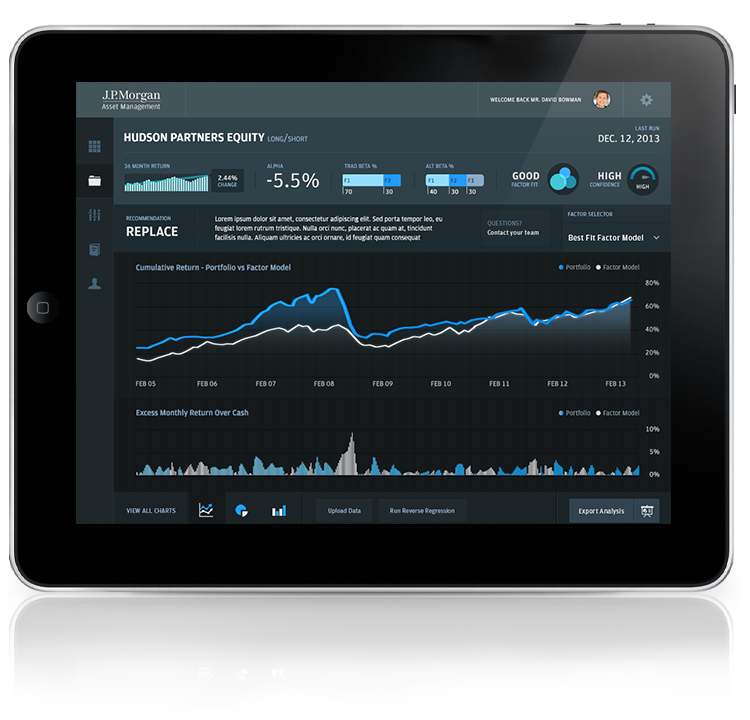 J.P.Morgan
Asset Management
WELCOME BACK MR. DAVID BOWMAN
HUDSON PARTNERS EQUITY LONG/SHORT
LAST RUN
DEC. 12, 2013
36 MONTH RETURN
2.44%
CHANGE
ALPHA
-5.5%
TRAD BETA %
F1 F2
70 30
ALT BETA %
F1 F2 F3
40 30 30
GOOD
FACTOR FIT
HIGH
CONFIDENCE
HIGH
RECOMMENDATION
REPLACE
Lorem ipsum dolor sit amet, consectetur adipiscing elit. Sed porta tempor leo, eu
feugiat lorem rutrum tristique. Nulla orci nunc, placerat ac quam at, tincidunt
facilisis nulla. Aliquam ultricies ac orci ornare, id feugiat quam consequat
QUESTIONS?
Contact your team
FACTOR SELECTOR
Best Fit Factor Model
Cumulative Return - Portfolio vs Factor Model
Portfolio Factor Model
80%
60%
40%
20%
0%
FEB 05 FEB 06 FEB 07 FEB 08 FEB 09 FEB 10 FEB 11 FEB 12 FEB 13
Excess Monthly Return Over Cash
Portfolio Factor Model
10%
5%
0%
VIEW ALL CHARTS
Upload Data
Run Reverse Regression
Export Analysis